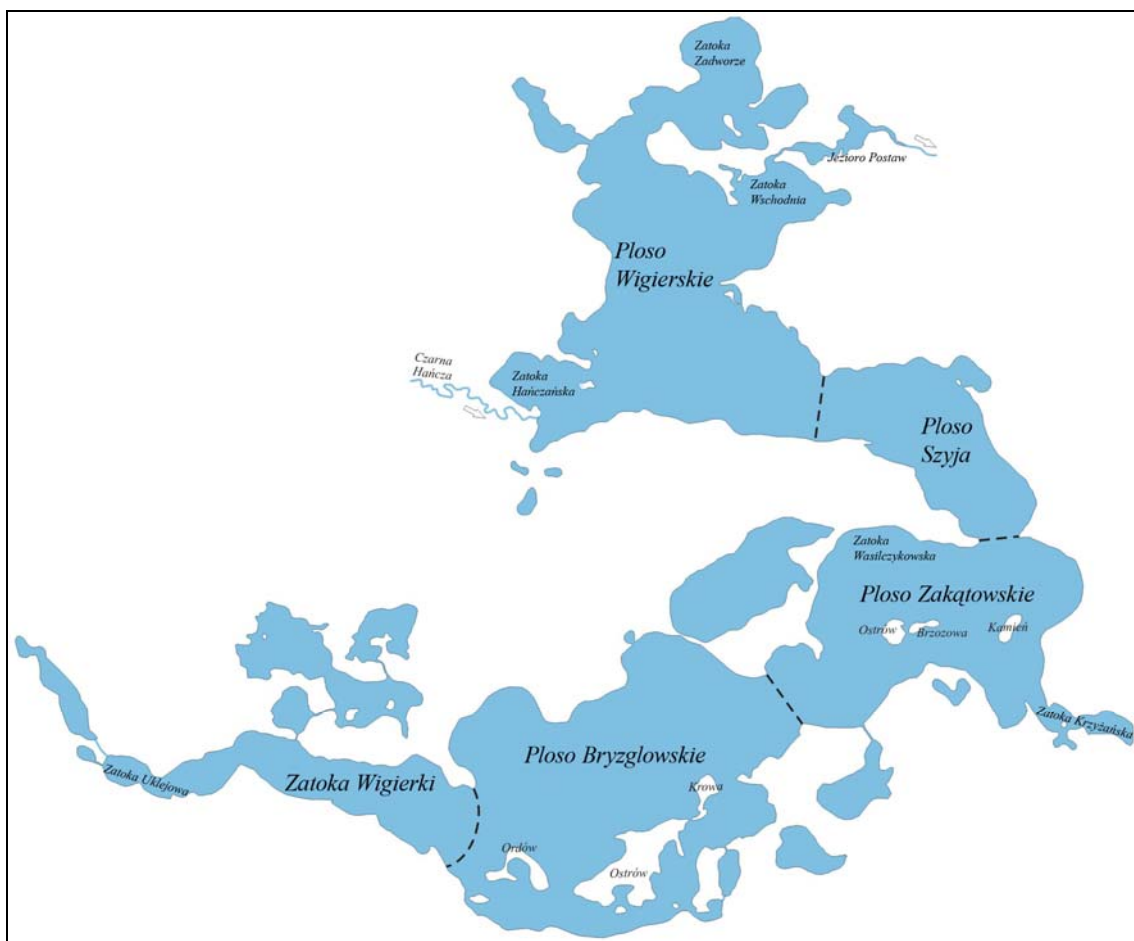 Zatoka
Zadworze
Jezioro Postaw
Zatoka
Wschodnia
Ploso
Wigierskie
Czarna
Hańcza
Zatoka
Hańczańska
Ploso
Szyja
Zatoka
Wasilczykowska
Ploso Zakątowskie
Ostrów
Brzozowa
Kamień
Zatoka Krzyżańska
Ploso Bryzglowskie
Zatoka Uklejowa
Zatoka Wigierki
Krowa
Ordów
Ostrów